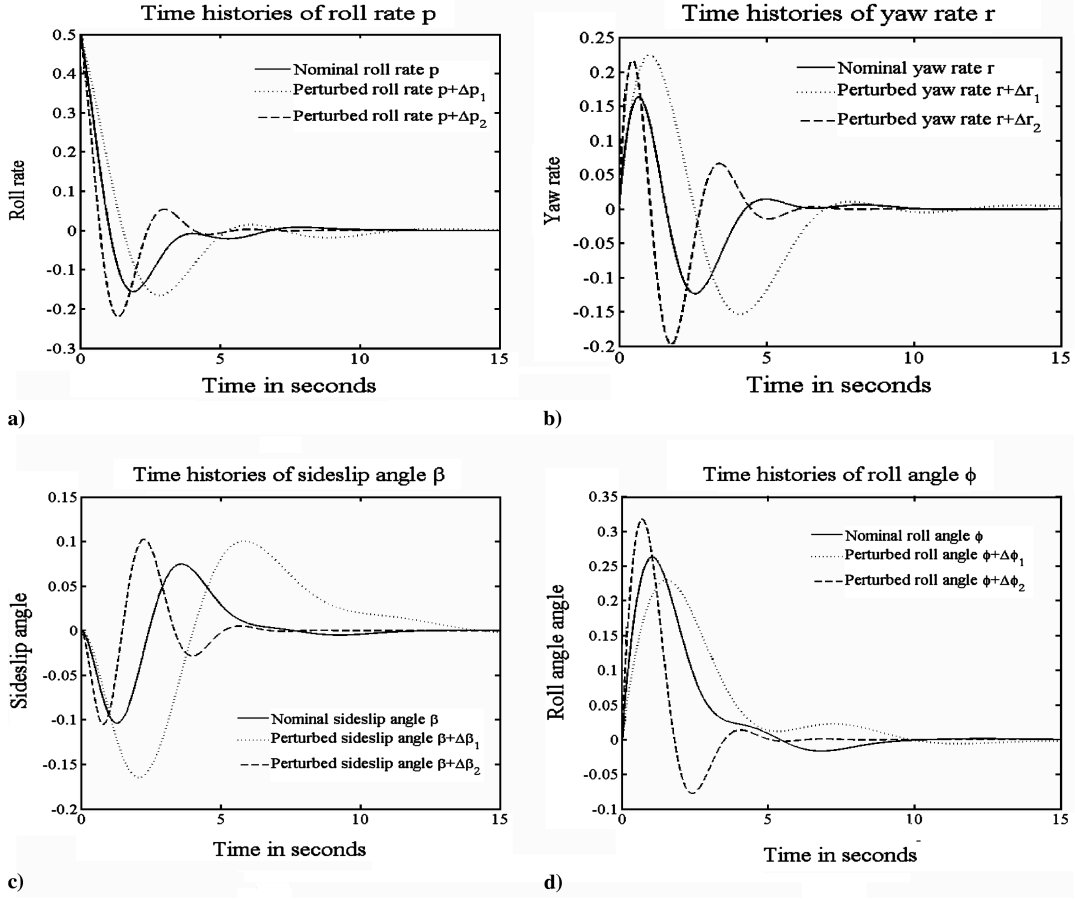 Time histories of roll rate p
0.5
0.4
0.3
0.2
0.1
0
-0.1
-0.2
-0.3
Roll rate
Nominal roll rate p
Perturbed roll rate p+Δp₁
Perturbed roll rate p+Δp₂
0 5 10 15
Time in seconds
a)
Time histories of yaw rate r
0.25
0.2
0.15
0.1
0.05
0
-0.05
-0.1
-0.15
-0.2
Yaw rate
Nominal yaw rate r
Perturbed yaw rate r+Δr₁
Perturbed yaw rate r+Δr₂
0 5 10 15
Time in seconds
b)
Time histories of sideslip angle β
0.15
0.1
0.05
0
-0.05
-0.1
-0.15
-0.2
Sideslip angle
Nominal sideslip angle β
Perturbed sideslip angle β+Δβ₁
Perturbed sideslip angle β+Δβ₂
0 5 10 15
Time in seconds
c)
Time histories of roll angle ϕ
0.35
0.3
0.25
0.2
0.15
0.1
0.05
0
-0.05
-0.1
Roll angle angle
Nominal roll angle ϕ
Perturbed roll angle ϕ+Δϕ₁
Perturbed roll angle ϕ+Δϕ₂
0 5 10 15
Time in seconds
d)